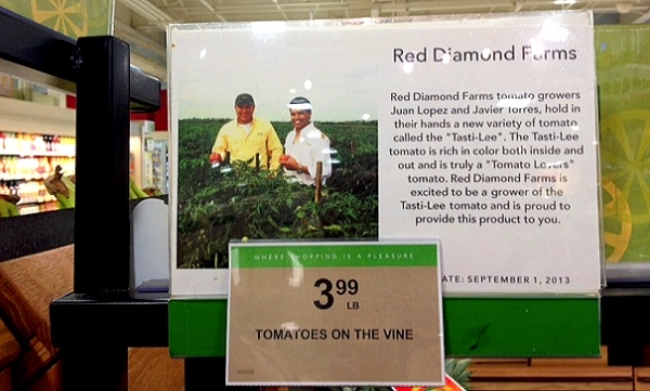 Red Diamond Farms
Red Diamond Farms tomato growers
Juan Lopez and Javier Torres, hold in
their hands a new variety of tomato
called the "Tasti-Lee". The Tasti-Lee
tomato is rich in color both inside and
out and is truly a "Tomato Lovers"
tomato. Red Diamond Farms is
excited to be a grower of the
Tasti-Lee tomato and is proud to
provide this product to you.
ATE: SEPTEMBER 1, 2013
WHERE SHOPPING IS A PLEASURE
3 99
LB
TOMATOES ON THE VINE